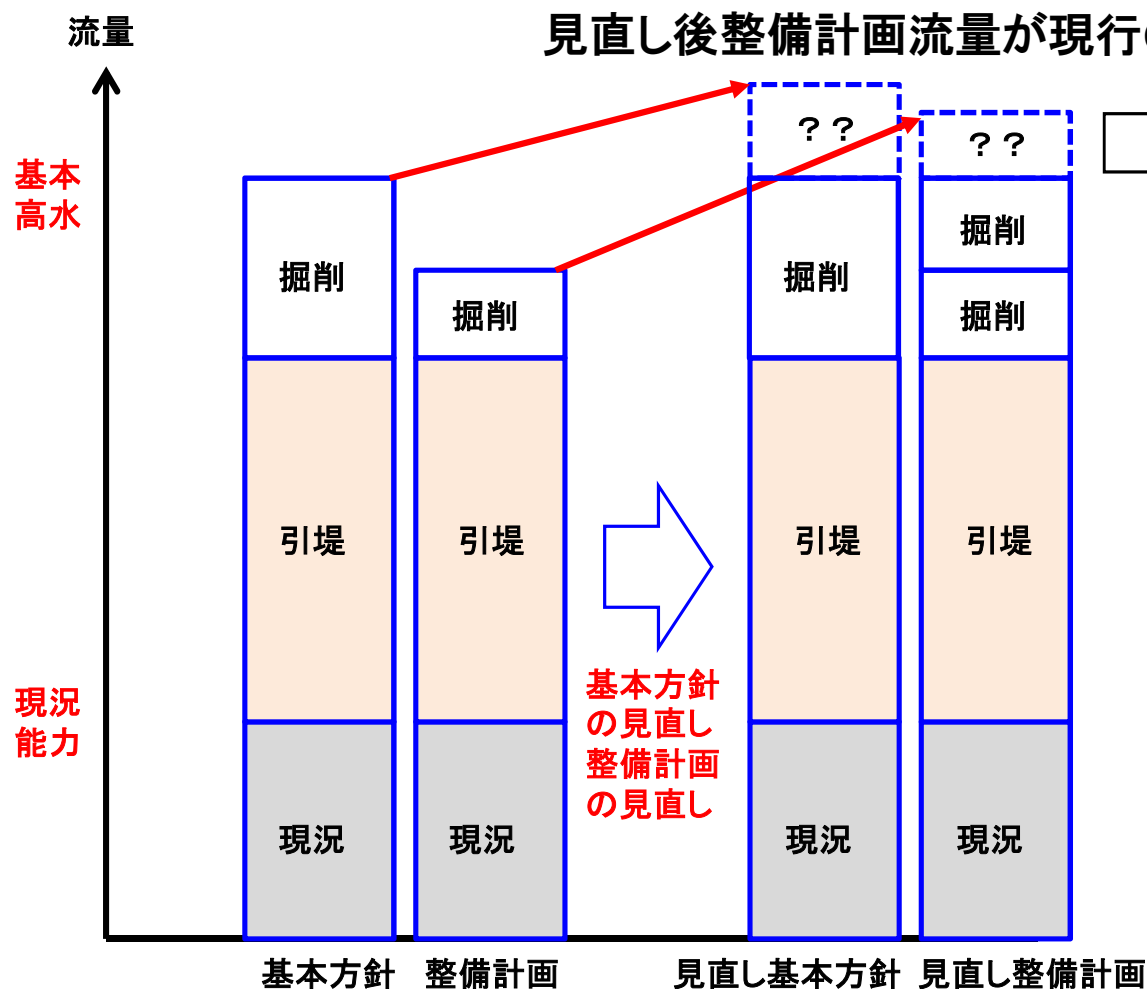 流量
見直し後整備計画流量が現行の
基本
高水
？？
？？
掘削
掘削
掘削
掘削
掘削
引堤
引堤
引堤
引堤
現況
能力
基本方針
の見直し
整備計画
の見直し
現況
現況
現況
現況
基本方針
整備計画
見直し基本方針
見直し整備計画